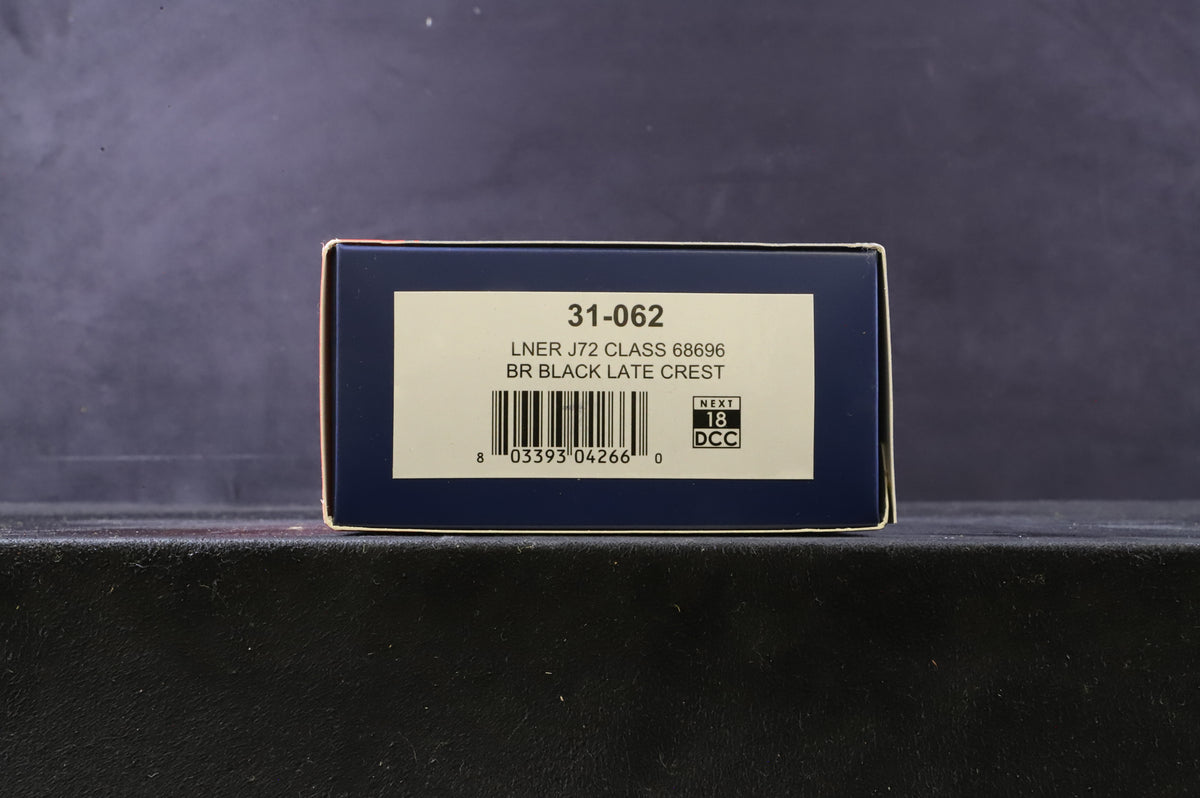 31-062
LNER J72 CLASS 68696
BR BLACK LATE CREST
NEXT
18
DCC
8 03393 04266 0